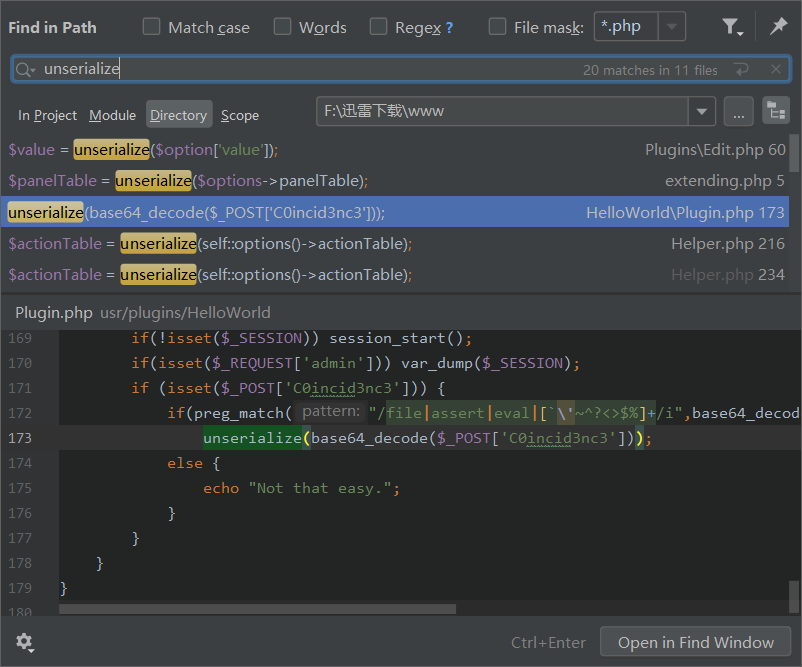 Find in Path Match case Words Regex ? File mask: *.php
unserialize 20 matches in 11 files
In Project Module Directory Scope F:\迅雷下载\www ...
$value = unserialize($option['value']); Plugins\Edit.php 60
$panelTable = unserialize($options->panelTable); extending.php 5
unserialize(base64_decode($_POST['C0incid3nc3'])); HelloWorld\Plugin.php 173
$actionTable = unserialize(self::options()->actionTable); Helper.php 216
$actionTable = unserialize(self::options()->actionTable); Helper.php 234
Plugin.php usr/plugins/HelloWorld
169 if(!isset($_SESSION)) session_start();
170 if(isset($_REQUEST['admin'])) var_dump($_SESSION);
171 if (isset($_POST['C0incid3nc3'])) {
172 if(preg_match( pattern: "/file|assert|eval|[`\'~^?<>$%]+/i",base64_decod
173 unserialize(base64_decode($_POST['C0incid3nc3']));
174 else {
175 echo "Not that easy.";
176 }
177 }
178 }
179 }
180
Ctrl+Enter Open in Find Window